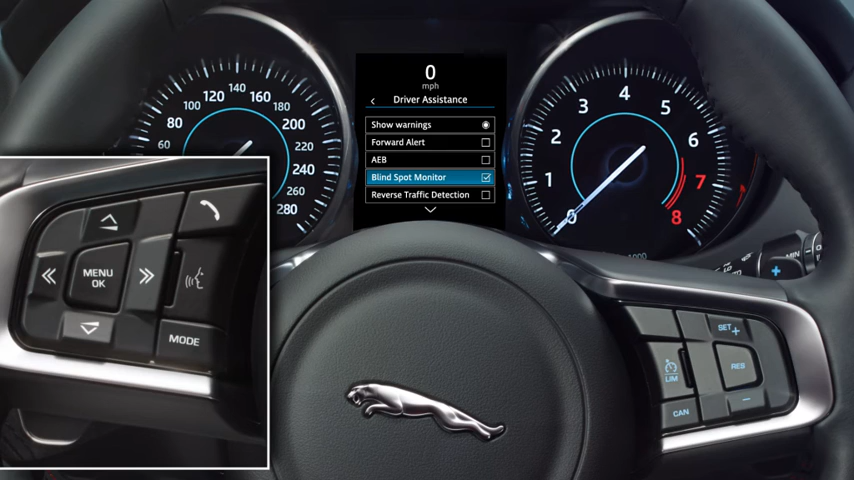 0
mph
Driver Assistance
Show warnings
Forward Alert
AEB
Blind Spot Monitor
Reverse Traffic Detection
60
80
100
120
140
160
180
200
220
240
260
280
0
1
2
3
4
5
6
7
8
MENU
OK
MODE
SET+
RES
LIM
CAN
MIN